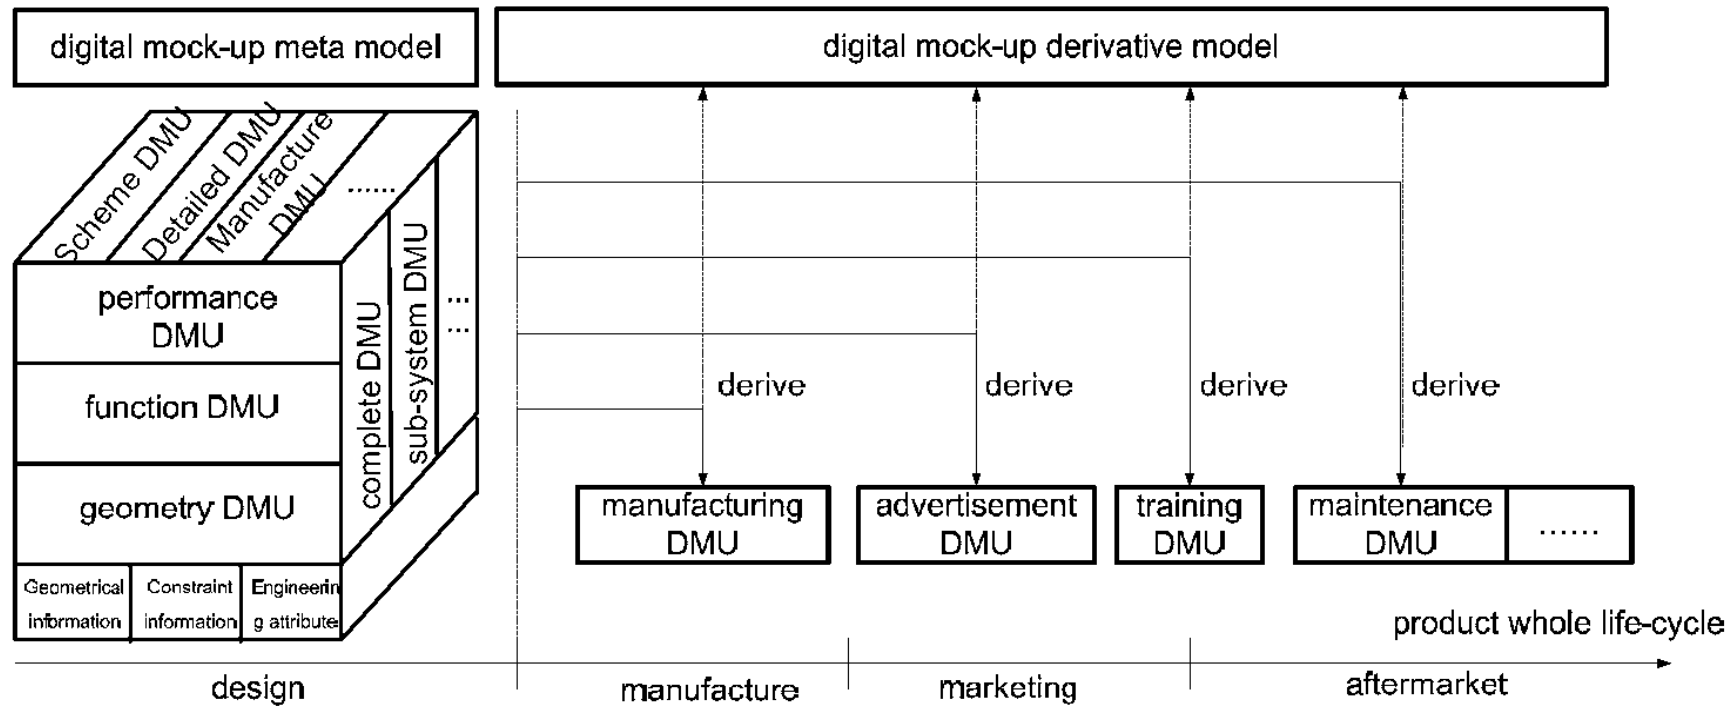 digital mock-up meta model
digital mock-up derivative model
Scheme DMU
Detailed DMU
Manufacture
DMU
......
performance
DMU
function DMU
geometry DMU
complete DMU
sub-system DMU
...
...
Geometrical
information
Constraint
information
Engineerin
g attribute
derive
derive
derive
derive
manufacturing
DMU
advertisement
DMU
training
DMU
maintenance
DMU
......
product whole life-cycle
design
manufacture
marketing
aftermarket